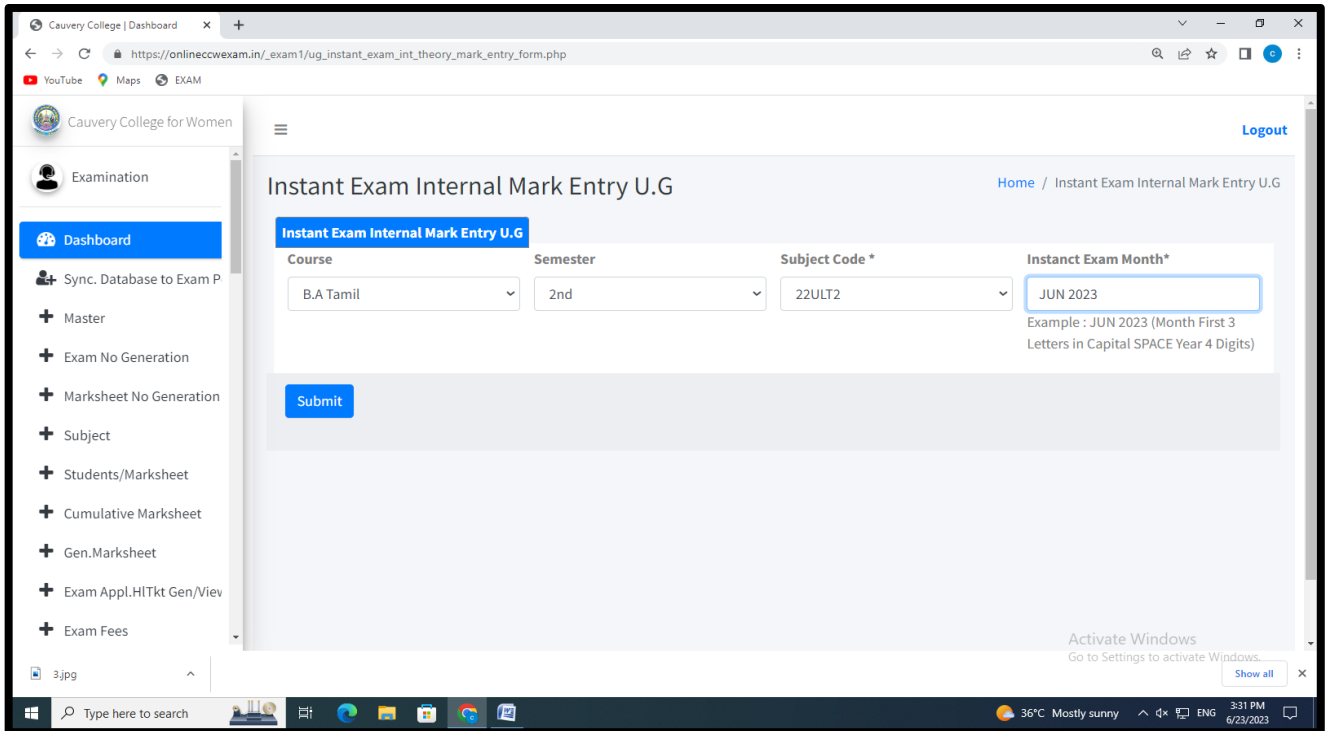 Cauvery College | Dashboard
https://onlineccwexam.in/_exam1/ug_instant_exam_int_theory_mark_entry_form.php
YouTube Maps EXAM
Cauvery College for Women
Logout
Examination
Instant Exam Internal Mark Entry U.G
Home / Instant Exam Internal Mark Entry U.G
Instant Exam Internal Mark Entry U.G
Course Semester Subject Code * Instanct Exam Month*
B.A Tamil 2nd 22ULT2 JUN 2023
Example : JUN 2023 (Month First 3
Letters in Capital SPACE Year 4 Digits)
Submit
Dashboard
Sync. Database to Exam P
Master
Exam No Generation
Marksheet No Generation
Subject
Students/Marksheet
Cumulative Marksheet
Gen.Marksheet
Exam Appl.HlTkt Gen/View
Exam Fees
Activate Windows
Go to Settings to activate Windows.
3.jpg
Show all
Type here to search
36°C Mostly sunny
ENG
3:31 PM
6/23/2023